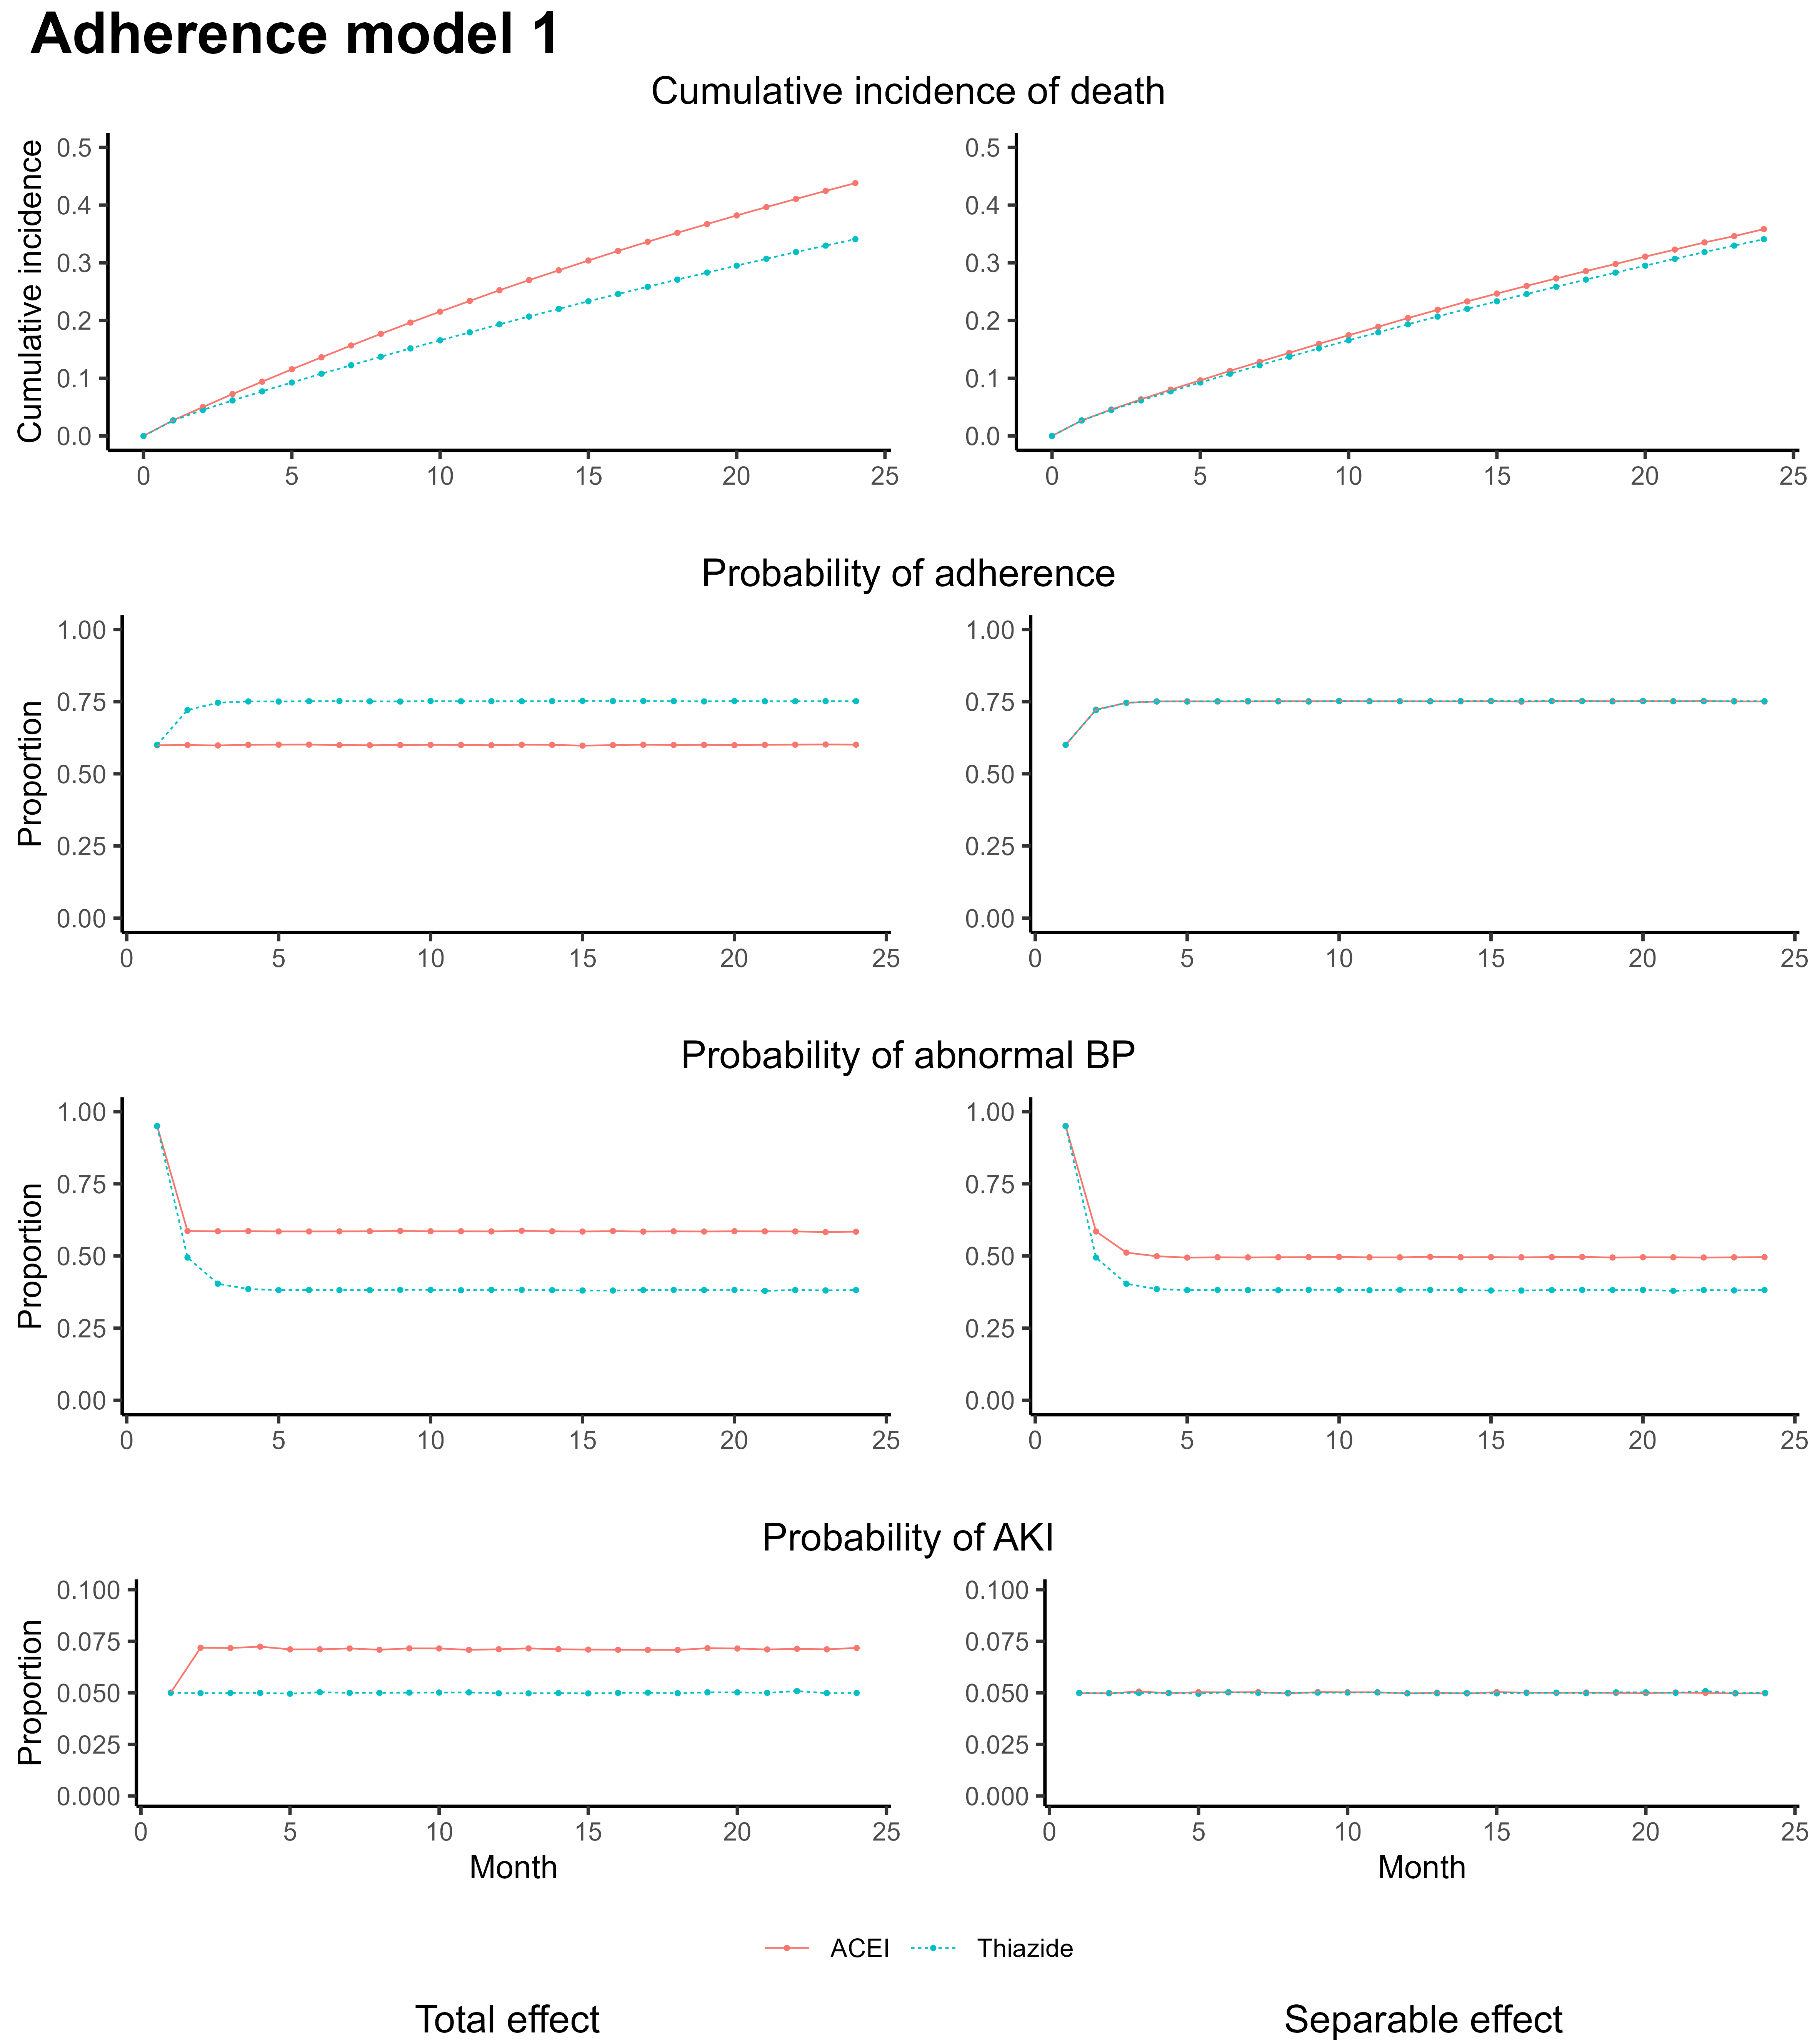 Adherence model 1
Cumulative incidence of death
Cumulative incidence
0.5
0.4
0.3
0.2
0.1
0.0
0 5 10 15 20 25
0.5
0.4
0.3
0.2
0.1
0.0
0 5 10 15 20 25
Probability of adherence
Proportion
1.00
0.75
0.50
0.25
0.00
0 5 10 15 20 25
1.00
0.75
0.50
0.25
0.00
0 5 10 15 20 25
Probability of abnormal BP
Proportion
1.00
0.75
0.50
0.25
0.00
0 5 10 15 20 25
1.00
0.75
0.50
0.25
0.00
0 5 10 15 20 25
Probability of AKI
Proportion
0.100
0.075
0.050
0.025
0.000
0 5 10 15 20 25
Month
0.100
0.075
0.050
0.025
0.000
0 5 10 15 20 25
Month
ACEI Thiazide
Total effect
Separable effect